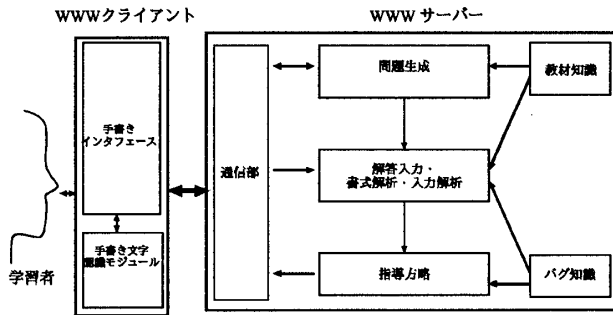 WWWクライアント
WWWサーバー
手書き
インタフェース
手書き文字
認識モジュール
学習者
通信部
問題生成
解答入力・
書式解析・入力解析
指導方略
教材知識
バグ知識